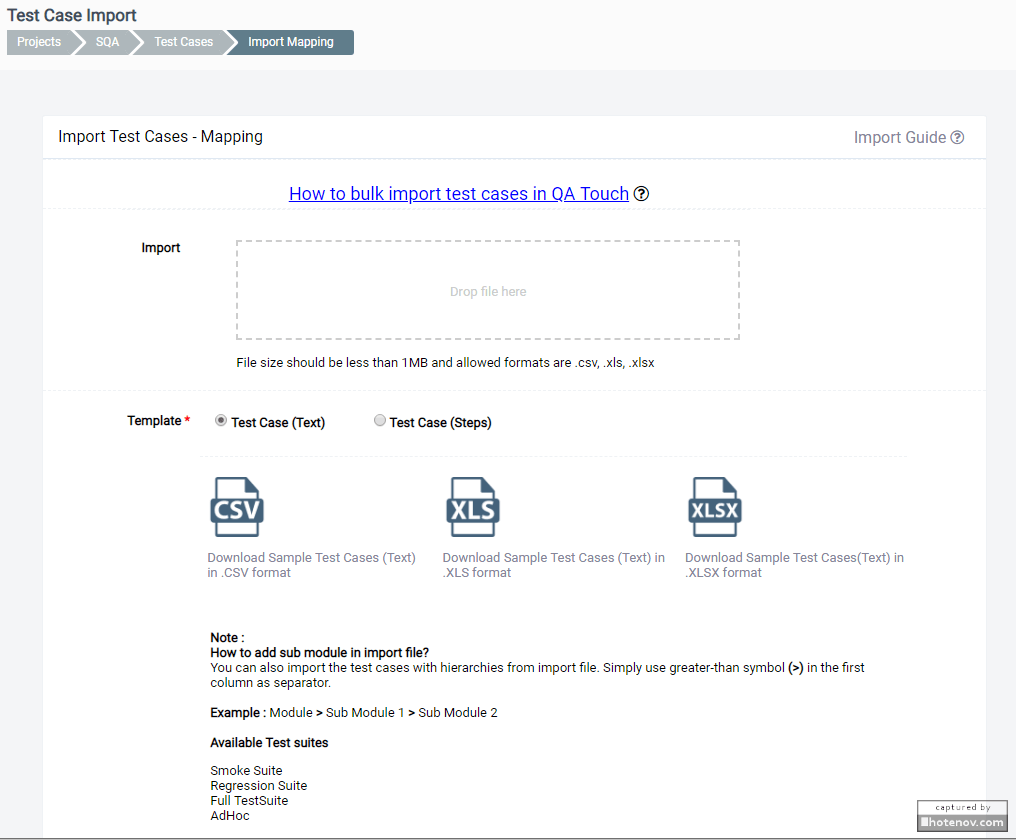 Test Case Import
Projects
SQA
Test Cases
Import Mapping
Import Test Cases - Mapping
Import Guide ?
How to bulk import test cases in QA Touch ?
Import
Drop file here
File size should be less than 1MB and allowed formats are .csv, .xls, .xlsx
Template *
Test Case (Text)
Test Case (Steps)
CSV
XLS
XLSX
Download Sample Test Cases (Text)
in .CSV format
Download Sample Test Cases (Text) in
.XLS format
Download Sample Test Cases(Text) in
.XLSX format
Note :
How to add sub module in import file?
You can also import the test cases with hierarchies from import file. Simply use greater-than symbol (>) in the first
column as separator.
Example : Module > Sub Module 1 > Sub Module 2
Available Test suites
Smoke Suite
Regression Suite
Full TestSuite
AdHoc
captured by
hotenov.com